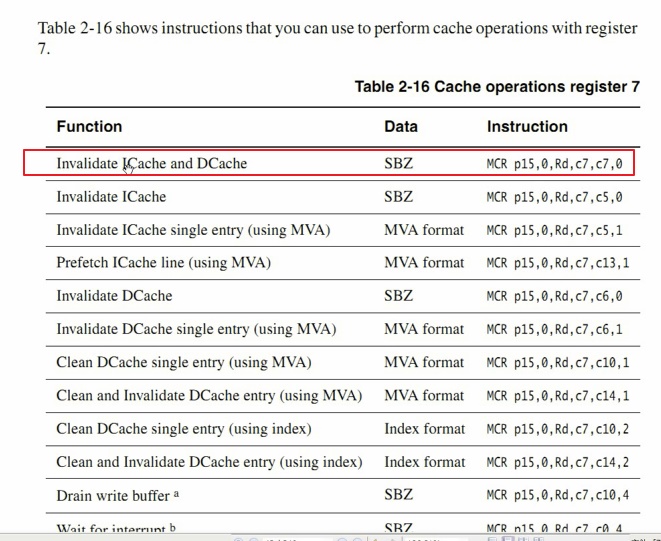 Table 2-16 shows instructions that you can use to perform cache operations with register
7.
Table 2-16 Cache operations register 7
Function Data Instruction
Invalidate ICache and DCache SBZ MCR p15,0,Rd,c7,c7,0
Invalidate ICache SBZ MCR p15,0,Rd,c7,c5,0
Invalidate ICache single entry (using MVA) MVA format MCR p15,0,Rd,c7,c5,1
Prefetch ICache line (using MVA) MVA format MCR p15,0,Rd,c7,c13,1
Invalidate DCache SBZ MCR p15,0,Rd,c7,c6,0
Invalidate DCache single entry (using MVA) MVA format MCR p15,0,Rd,c7,c6,1
Clean DCache single entry (using MVA) MVA format MCR p15,0,Rd,c7,c10,1
Clean and Invalidate DCache entry (using MVA) MVA format MCR p15,0,Rd,c7,c14,1
Clean DCache single entry (using index) Index format MCR p15,0,Rd,c7,c10,2
Clean and Invalidate DCache entry (using index) Index format MCR p15,0,Rd,c7,c14,2
Drain write buffer a SBZ MCR p15,0,Rd,c7,c10,4
Wait for interrupt b SBZ MCR p15,0,Rd,c7,c0,4